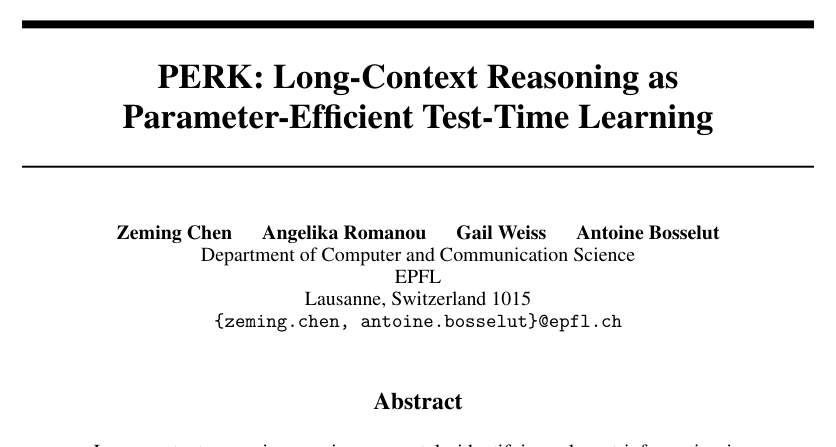 PERK: Long-Context Reasoning as
Parameter-Efficient Test-Time Learning
Zeming Chen Angelika Romanou Gail Weiss Antoine Bosselut
Department of Computer and Communication Science
EPFL
Lausanne, Switzerland 1015
{zeming.chen, antoine.bosselut}@epfl.ch
Abstract